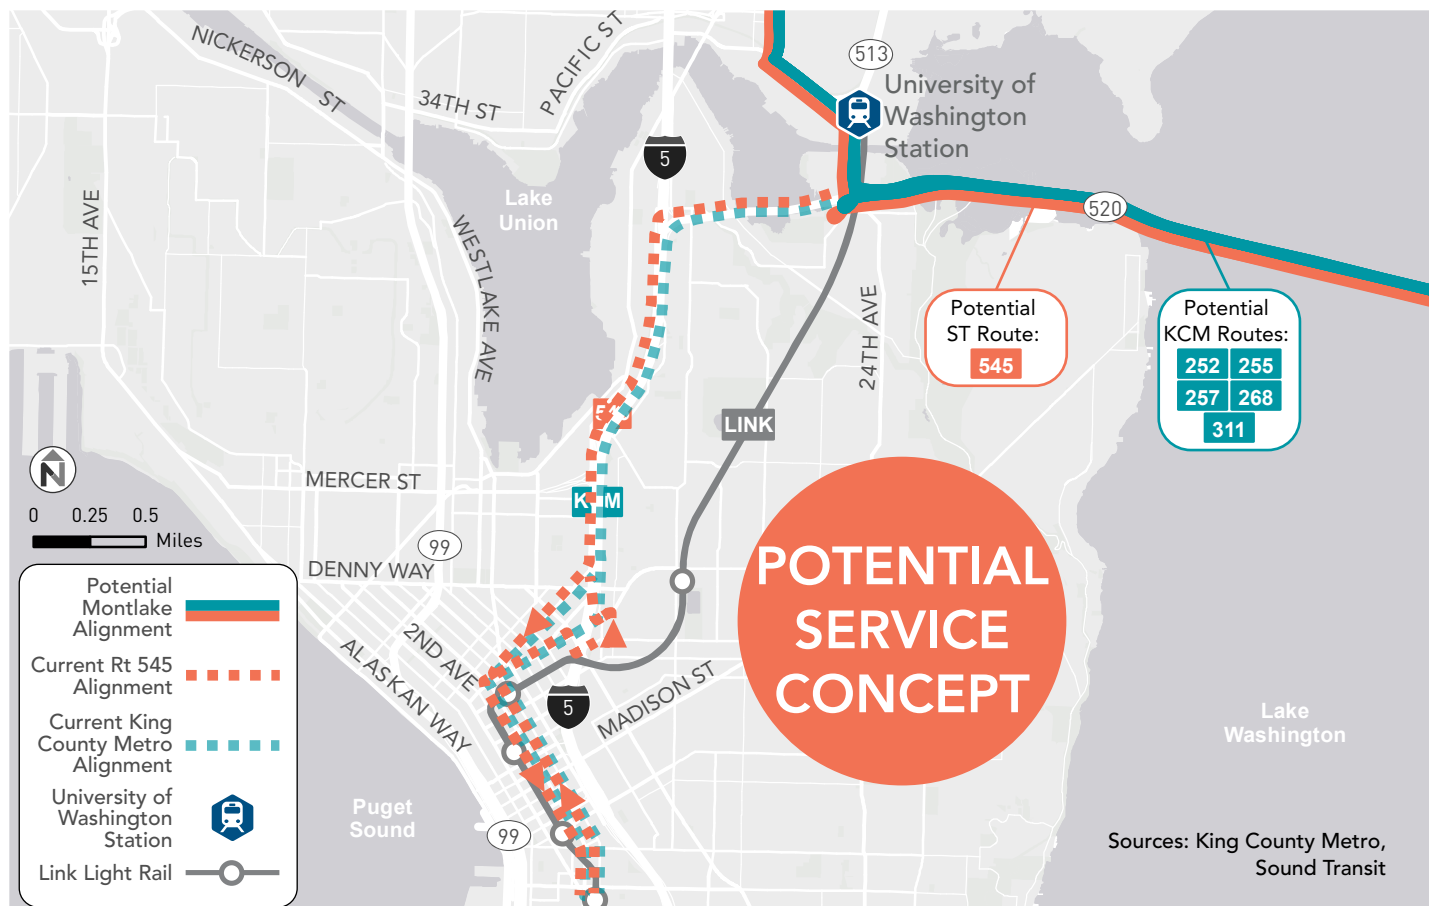 NICKERSON ST
34TH ST
PACIFIC ST
513
University of
Washington
Station
5
15TH AVE
Lake
Union
WESTLAKE AVE
520
24TH AVE
Potential
ST Route:
545
Potential
KCM Routes:
252 255
257 268
311
LINK
N
MERCER ST
0 0.25 0.5
Miles
99
DENNY WAY
2ND AVE
ALASKAN WAY
MADISON ST
5
POTENTIAL
SERVICE
CONCEPT
Lake
Washington
Puget
Sound
99
Potential
Montlake
Alignment
Current Rt 545
Alignment
Current King
County Metro
Alignment
University of
Washington
Station
Link Light Rail
Sources: King County Metro,
Sound Transit